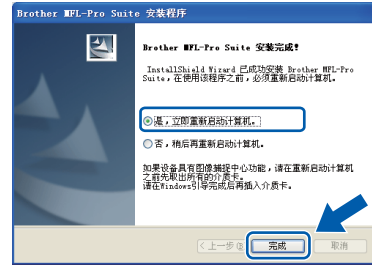 Brother MFL-Pro Suite 安装程序
Brother MFL-Pro Suite 安装完成!
InstallShield Wizard 已成功安装 Brother MFL-Pro
Suite,在使用该程序之前,必须重新启动计算机。
是,立即重新启动计算机。
否,稍后再重新启动计算机。
如果设备具有图像捕捉中心功能,请在重新启动计算机
之前先取出所有的介质卡。
请在Windows引导完成后再插入介质卡。
< 上一步(B) 完成 取消